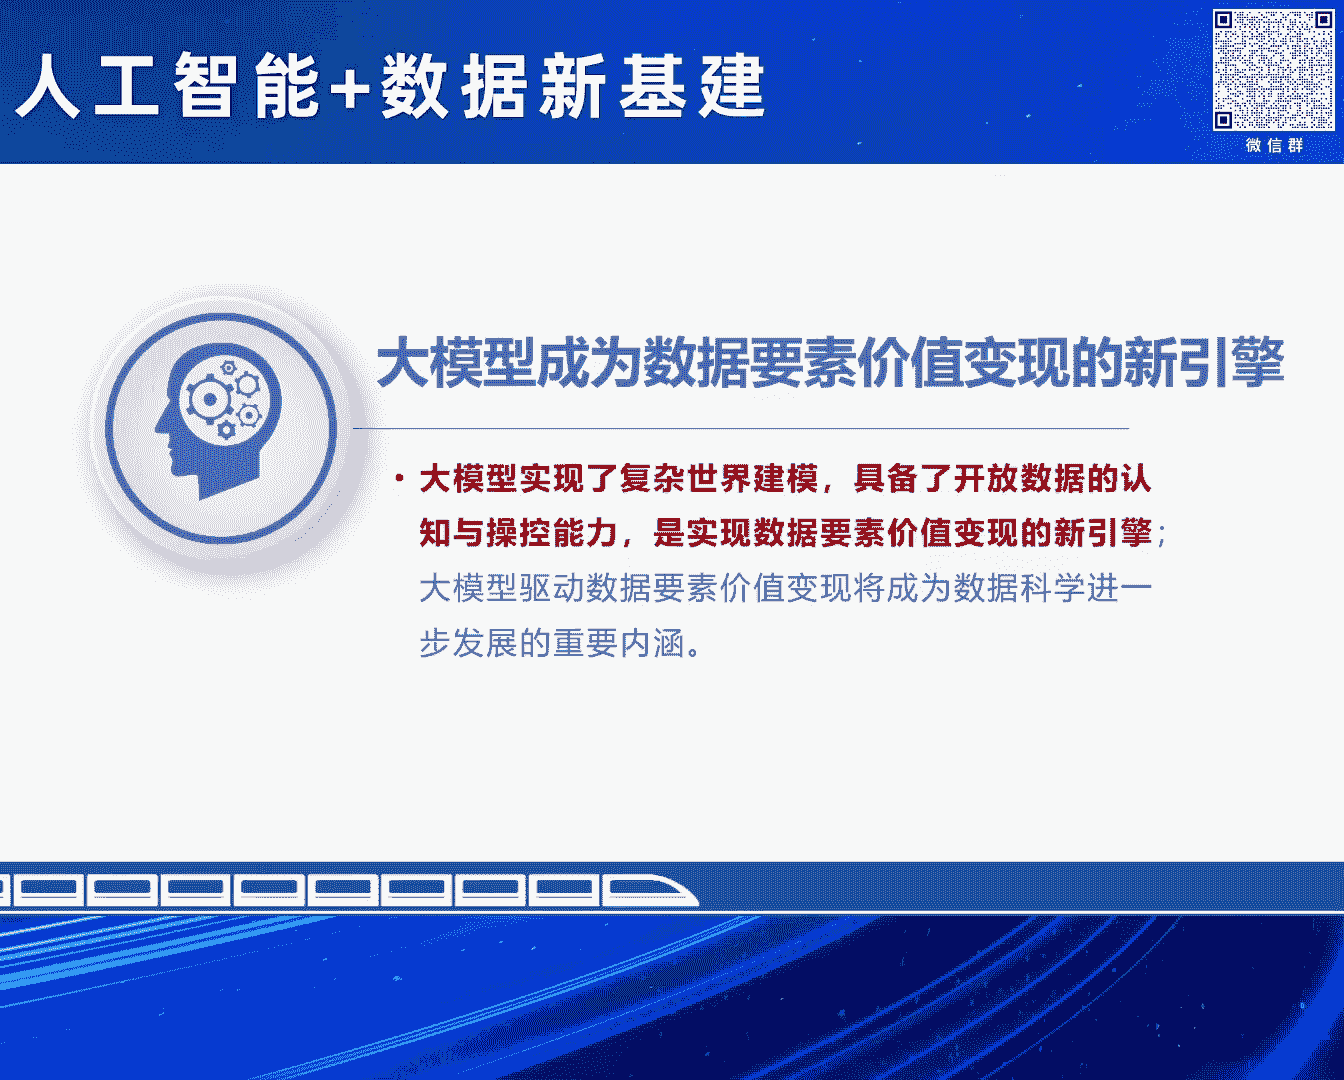 人工智能+数据新基建
微信群
大模型成为数据要素价值变现的新引擎
• 大模型实现了复杂世界建模，具备了开放数据的认
知与操控能力，是实现数据要素价值变现的新引擎；
大模型驱动数据要素价值变现将成为数据科学进一
步发展的重要内涵。